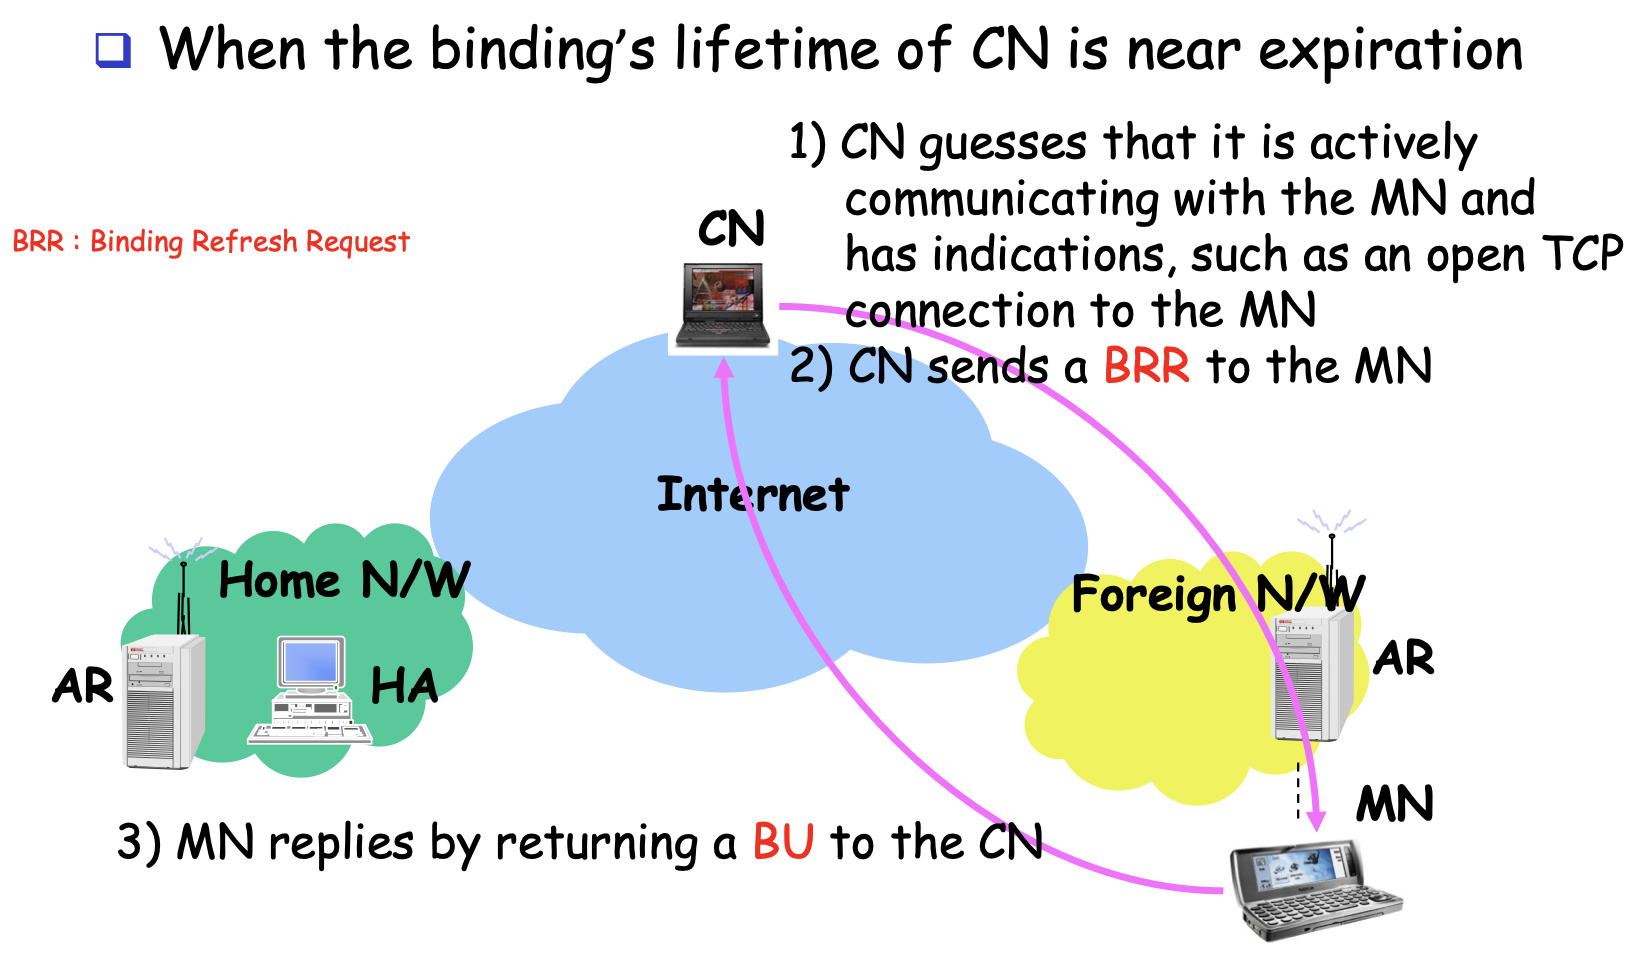 When the binding's lifetime of CN is near expiration
1) CN guesses that it is actively
communicating with the MN and
has indications, such as an open TCP
connection to the MN
2) CN sends a BRR to the MN
BRR : Binding Refresh Request
CN
Internet
Home N/W
Foreign N/W
AR
HA
AR
MN
3) MN replies by returning a BU to the CN